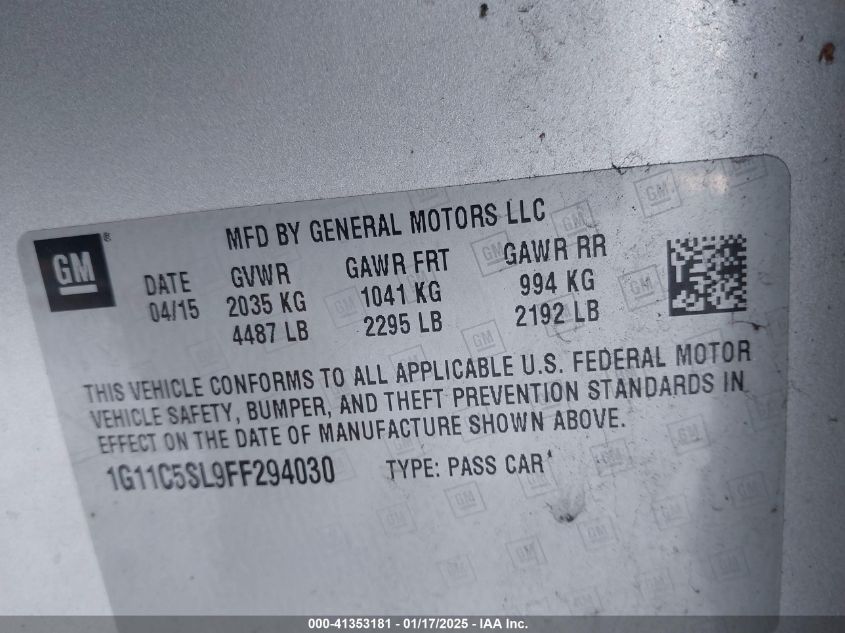 GM ®
MFD BY GENERAL MOTORS LLC
DATE GVWR GAWR FRT GAWR RR
04/15 2035 KG 1041 KG 994 KG
4487 LB 2295 LB 2192 LB
THIS VEHICLE CONFORMS TO ALL APPLICABLE U.S. FEDERAL MOTOR
VEHICLE SAFETY, BUMPER, AND THEFT PREVENTION STANDARDS IN
EFFECT ON THE DATE OF MANUFACTURE SHOWN ABOVE.
1G11C5SL9FF294030 TYPE: PASS CAR
000-41353181 - 01/17/2025 - IAA Inc.